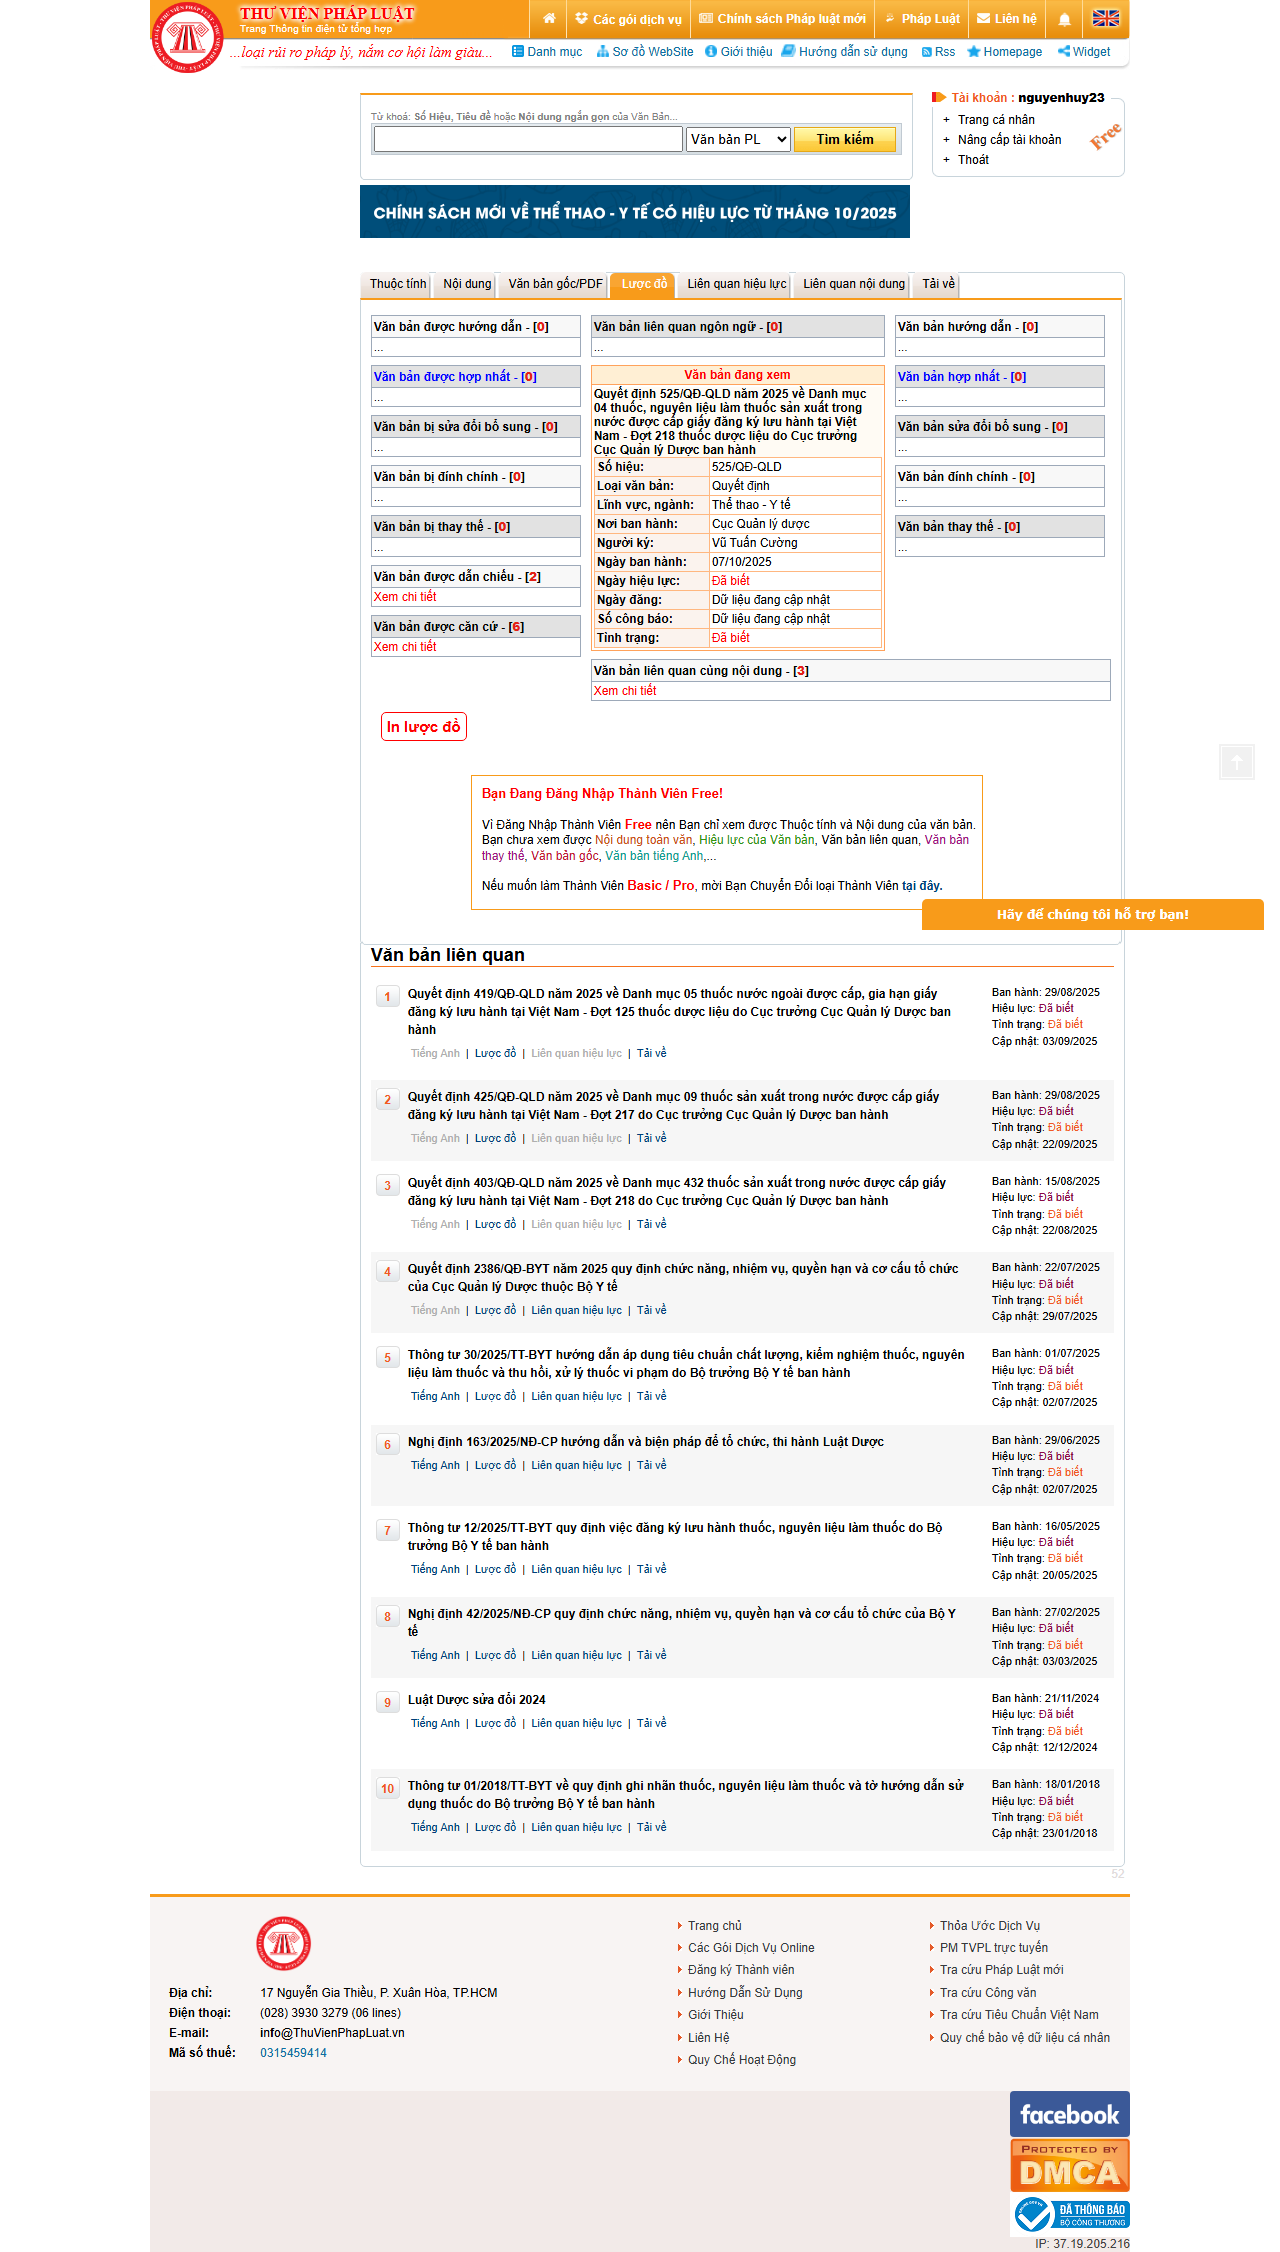 THƯ VIỆN PHÁP LUẬT
Trang Thông tin điện tử tổng hợp
Các gói dịch vụ
Chính sách Pháp luật mới
Pháp Luật
Liên hệ
...loại rủi ro pháp lý, nắm cơ hội làm giàu...
Danh mục
Sơ đồ WebSite
Giới thiệu
Hướng dẫn sử dụng
Rss
Homepage
Widget
Từ khoá: Số Hiệu, Tiêu đề hoặc Nội dung ngắn gọn của Văn Bản...
Văn bản PL
Tìm kiếm
Tài khoản : nguyenhuy23
+ Trang cá nhân
+ Nâng cấp tài khoản
+ Thoát
Free
CHÍNH SÁCH MỚI VỀ THỂ THAO - Y TẾ CÓ HIỆU LỰC TỪ THÁNG 10/2025
Thuộc tính
Nội dung
Văn bản gốc/PDF
Lược đồ
Liên quan hiệu lực
Liên quan nội dung
Tải về
Văn bản được hướng dẫn - [0]
...
Văn bản được hợp nhất - [0]
...
Văn bản bị sửa đổi bổ sung - [0]
...
Văn bản bị đính chính - [0]
...
Văn bản bị thay thế - [0]
...
Văn bản được dẫn chiếu - [2]
Xem chi tiết
Văn bản được căn cứ - [6]
Xem chi tiết
Văn bản liên quan ngôn ngữ - [0]
...
Văn bản đang xem
Quyết định 525/QĐ-QLD năm 2025 về Danh mục
04 thuốc, nguyên liệu làm thuốc sản xuất trong
nước được cấp giấy đăng ký lưu hành tại Việt
Nam - Đợt 218 thuốc dược liệu do Cục trưởng
Cục Quản lý Dược ban hành
Số hiệu: 525/QĐ-QLD
Loại văn bản: Quyết định
Lĩnh vực, ngành: Thể thao - Y tế
Nơi ban hành: Cục Quản lý dược
Người ký: Vũ Tuấn Cường
Ngày ban hành: 07/10/2025
Ngày hiệu lực: Đã biết
Ngày đăng: Dữ liệu đang cập nhật
Số công báo: Dữ liệu đang cập nhật
Tình trạng: Đã biết
Văn bản hướng dẫn - [0]
...
Văn bản hợp nhất - [0]
...
Văn bản sửa đổi bổ sung - [0]
...
Văn bản đính chính - [0]
...
Văn bản thay thế - [0]
...
Văn bản liên quan cùng nội dung - [3]
Xem chi tiết
In lược đồ
Bạn Đang Đăng Nhập Thành Viên Free!
Vì Đăng Nhập Thành Viên Free nên Bạn chỉ xem được Thuộc tính và Nội dung của văn bản.
Bạn chưa xem được Nội dung toàn văn, Hiệu lực của Văn bản, Văn bản liên quan, Văn bản
thay thế, Văn bản gốc, Văn bản tiếng Anh,...
Nếu muốn làm Thành Viên Basic / Pro, mời Bạn Chuyển Đổi loại Thành Viên tại đây.
Hãy để chúng tôi hỗ trợ bạn!
Văn bản liên quan
1
Quyết định 419/QĐ-QLD năm 2025 về Danh mục 05 thuốc nước ngoài được cấp, gia hạn giấy
đăng ký lưu hành tại Việt Nam - Đợt 125 thuốc dược liệu do Cục trưởng Cục Quản lý Dược ban
hành
Tiếng Anh | Lược đồ | Liên quan hiệu lực | Tải về
Ban hành: 29/08/2025
Hiệu lực: Đã biết
Tình trạng: Đã biết
Cập nhật: 03/09/2025
2
Quyết định 425/QĐ-QLD năm 2025 về Danh mục 09 thuốc sản xuất trong nước được cấp giấy
đăng ký lưu hành tại Việt Nam - Đợt 217 do Cục trưởng Cục Quản lý Dược ban hành
Tiếng Anh | Lược đồ | Liên quan hiệu lực | Tải về
Ban hành: 29/08/2025
Hiệu lực: Đã biết
Tình trạng: Đã biết
Cập nhật: 22/09/2025
3
Quyết định 403/QĐ-QLD năm 2025 về Danh mục 432 thuốc sản xuất trong nước được cấp giấy
đăng ký lưu hành tại Việt Nam - Đợt 218 do Cục trưởng Cục Quản lý Dược ban hành
Tiếng Anh | Lược đồ | Liên quan hiệu lực | Tải về
Ban hành: 15/08/2025
Hiệu lực: Đã biết
Tình trạng: Đã biết
Cập nhật: 22/08/2025
4
Quyết định 2386/QĐ-BYT năm 2025 quy định chức năng, nhiệm vụ, quyền hạn và cơ cấu tổ chức
của Cục Quản lý Dược thuộc Bộ Y tế
Tiếng Anh | Lược đồ | Liên quan hiệu lực | Tải về
Ban hành: 22/07/2025
Hiệu lực: Đã biết
Tình trạng: Đã biết
Cập nhật: 29/07/2025
5
Thông tư 30/2025/TT-BYT hướng dẫn áp dụng tiêu chuẩn chất lượng, kiểm nghiệm thuốc, nguyên
liệu làm thuốc và thu hồi, xử lý thuốc vi phạm do Bộ trưởng Bộ Y tế ban hành
Tiếng Anh | Lược đồ | Liên quan hiệu lực | Tải về
Ban hành: 01/07/2025
Hiệu lực: Đã biết
Tình trạng: Đã biết
Cập nhật: 02/07/2025
6
Nghị định 163/2025/NĐ-CP hướng dẫn và biện pháp để tổ chức, thi hành Luật Dược
Tiếng Anh | Lược đồ | Liên quan hiệu lực | Tải về
Ban hành: 29/06/2025
Hiệu lực: Đã biết
Tình trạng: Đã biết
Cập nhật: 02/07/2025
7
Thông tư 12/2025/TT-BYT quy định việc đăng ký lưu hành thuốc, nguyên liệu làm thuốc do Bộ
trưởng Bộ Y tế ban hành
Tiếng Anh | Lược đồ | Liên quan hiệu lực | Tải về
Ban hành: 16/05/2025
Hiệu lực: Đã biết
Tình trạng: Đã biết
Cập nhật: 20/05/2025
8
Nghị định 42/2025/NĐ-CP quy định chức năng, nhiệm vụ, quyền hạn và cơ cấu tổ chức của Bộ Y
tế
Tiếng Anh | Lược đồ | Liên quan hiệu lực | Tải về
Ban hành: 27/02/2025
Hiệu lực: Đã biết
Tình trạng: Đã biết
Cập nhật: 03/03/2025
9
Luật Dược sửa đổi 2024
Tiếng Anh | Lược đồ | Liên quan hiệu lực | Tải về
Ban hành: 21/11/2024
Hiệu lực: Đã biết
Tình trạng: Đã biết
Cập nhật: 12/12/2024
10
Thông tư 01/2018/TT-BYT về quy định ghi nhãn thuốc, nguyên liệu làm thuốc và tờ hướng dẫn sử
dụng thuốc do Bộ trưởng Bộ Y tế ban hành
Tiếng Anh | Lược đồ | Liên quan hiệu lực | Tải về
Ban hành: 18/01/2018
Hiệu lực: Đã biết
Tình trạng: Đã biết
Cập nhật: 23/01/2018
52
Địa chỉ: 17 Nguyễn Gia Thiều, P. Xuân Hòa, TP.HCM
Điện thoại: (028) 3930 3279 (06 lines)
E-mail: info@ThuVienPhapLuat.vn
Mã số thuế: 0315459414
Trang chủ
Các Gói Dịch Vụ Online
Đăng ký Thành viên
Hướng Dẫn Sử Dụng
Giới Thiệu
Liên Hệ
Quy Chế Hoạt Động
Thỏa Ước Dịch Vụ
PM TVPL trực tuyến
Tra cứu Pháp Luật mới
Tra cứu Công văn
Tra cứu Tiêu Chuẩn Việt Nam
Quy chế bảo vệ dữ liệu cá nhân
facebook
PROTECTED BY
DMCA
ĐÃ THÔNG BÁO
BỘ CÔNG THƯƠNG
IP: 37.19.205.216